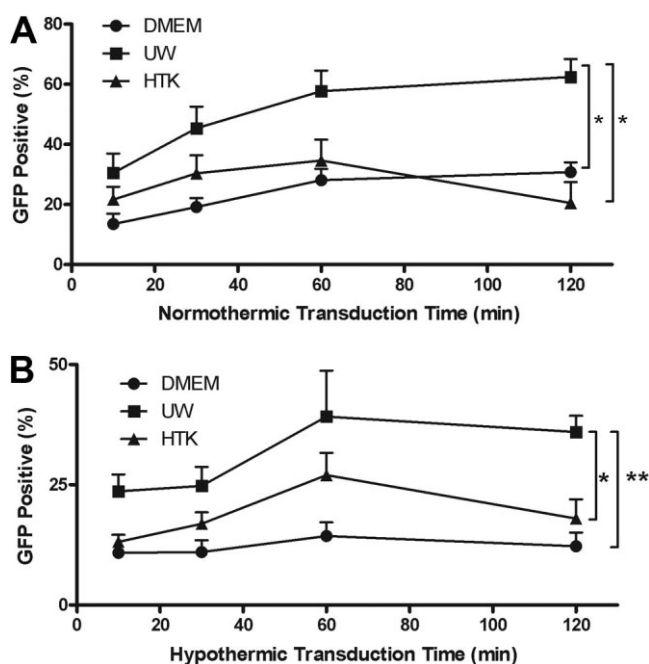 A
DMEM
UW
HTK
GFP Positive (%)
80
60
40
20
0
* *
0 20 40 60 80 100 120
Normothermic Transduction Time (min)
B
DMEM
UW
HTK
GFP Positive (%)
50
25
0
* **
0 20 40 60 80 100 120
Hypothermic Transduction Time (min)